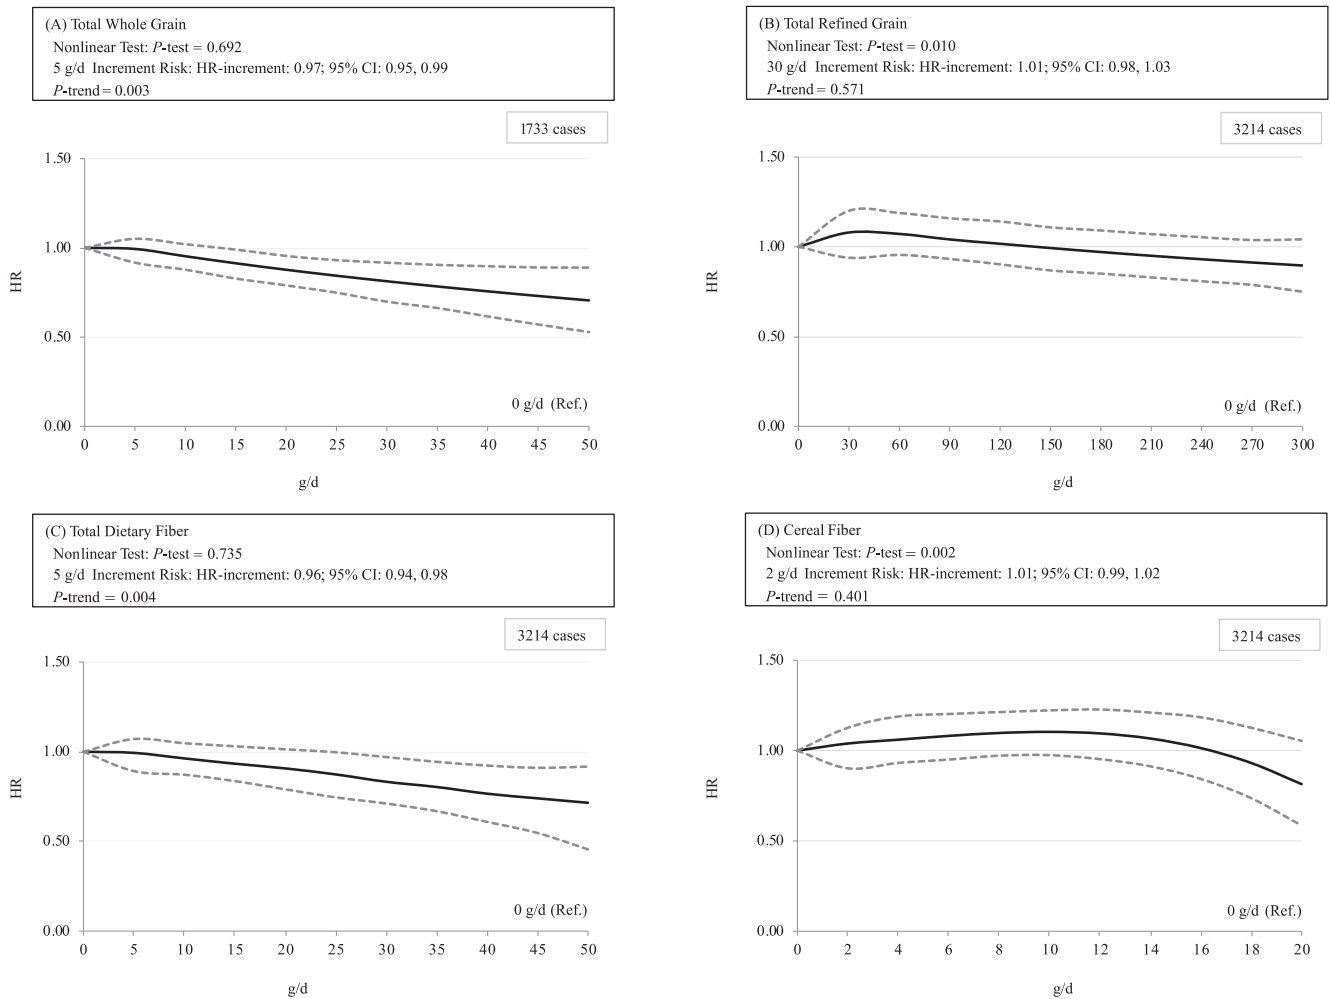 (A) Total Whole Grain
Nonlinear Test: P-test = 0.692
5 g/d Increment Risk: HR-increment: 0.97; 95% CI: 0.95, 0.99
P-trend = 0.003
1733 cases
1.50
1.00
0.50
0.00
HR
0 g/d (Ref.)
0 5 10 15 20 25 30 35 40 45 50
g/d
(B) Total Refined Grain
Nonlinear Test: P-test = 0.010
30 g/d Increment Risk: HR-increment: 1.01; 95% CI: 0.98, 1.03
P-trend = 0.571
3214 cases
1.50
1.00
0.50
0.00
HR
0 g/d (Ref.)
0 30 60 90 120 150 180 210 240 270 300
g/d
(C) Total Dietary Fiber
Nonlinear Test: P-test = 0.735
5 g/d Increment Risk: HR-increment: 0.96; 95% CI: 0.94, 0.98
P-trend = 0.004
3214 cases
1.50
1.00
0.50
0.00
HR
0 g/d (Ref.)
0 5 10 15 20 25 30 35 40 45 50
g/d
(D) Cereal Fiber
Nonlinear Test: P-test = 0.002
2 g/d Increment Risk: HR-increment: 1.01; 95% CI: 0.99, 1.02
P-trend = 0.401
3214 cases
1.50
1.00
0.50
0.00
HR
0 g/d (Ref.)
0 2 4 6 8 10 12 14 16 18 20
g/d